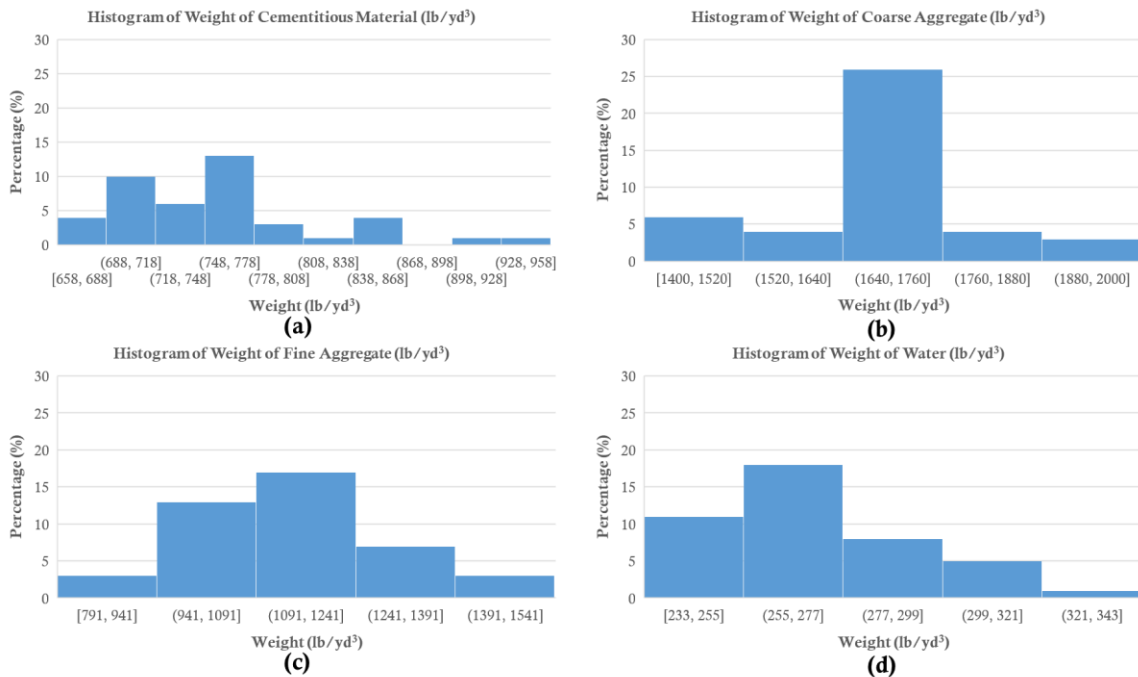 Histogram of Weight of Cementitious Material (lb/yd³)
30
25
20
15
10
5
0
Percentage (%)
(688, 718] (748, 778] (808, 838] (868, 898] (928, 958]
[658, 688] (718, 748] (778, 808] (838, 868] (898, 928]
Weight (lb/yd³)
(a)
Histogram of Weight of Coarse Aggregate (lb/yd³)
30
25
20
15
10
5
0
Percentage (%)
[1400, 1520] (1520, 1640] (1640, 1760] (1760, 1880] (1880, 2000]
Weight (lb/yd³)
(b)
Histogram of Weight of Fine Aggregate (lb/yd³)
30
25
20
15
10
5
0
Percentage (%)
[791, 941] (941, 1091] (1091, 1241] (1241, 1391] (1391, 1541]
Weight (lb/yd³)
(c)
Histogram of Weight of Water (lb/yd³)
30
25
20
15
10
5
0
Percentage (%)
[233, 255] (255, 277] (277, 299] (299, 321] (321, 343]
Weight (lb/yd³)
(d)